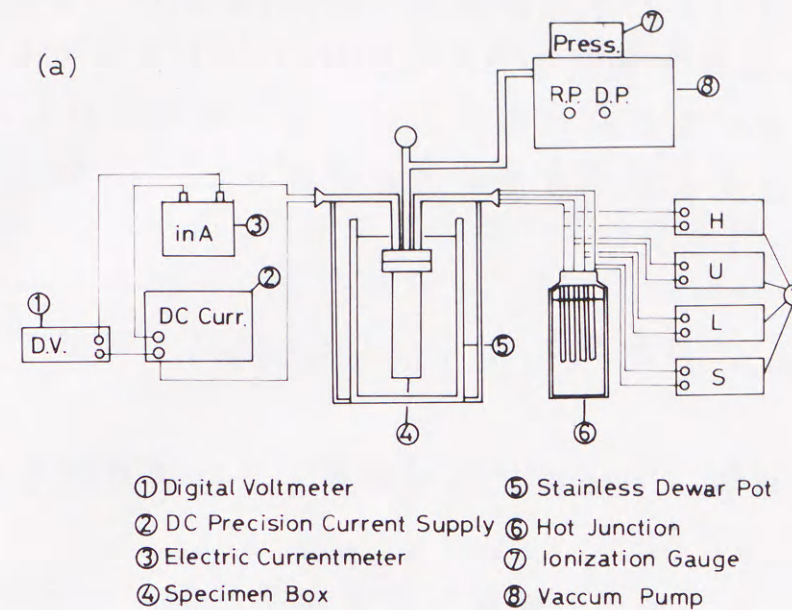 (a)
⑦
Press.
⑧
R.P. D.P.
in A
③
②
①
DC Curr.
D.V.
H
U
L
S
⑤
④
⑥
① Digital Voltmeter
② DC Precision Current Supply
③ Electric Currentmeter
④ Specimen Box
⑤ Stainless Dewar Pot
⑥ Hot Junction
⑦ Ionization Gauge
⑧ Vaccum Pump